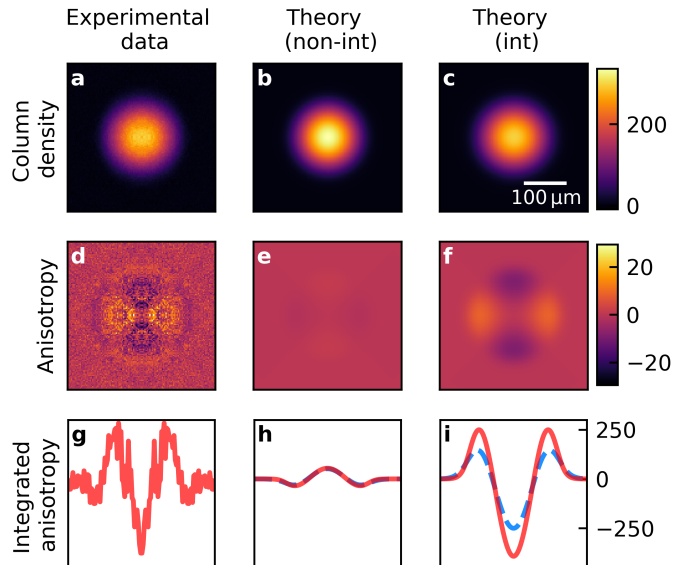 Experimental
data
Theory
(non-int)
Theory
(int)
Column
density
a
b
c
100 µm
200
0
Anisotropy
d
e
f
20
0
−20
Integrated
anisotropy
g
h
i
250
0
−250